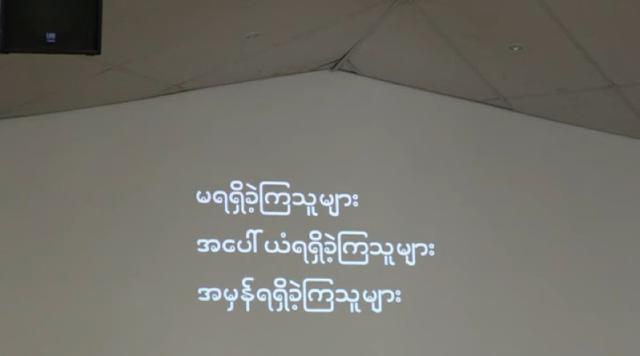 မရရှိခဲ့ကြသူများ
အပေါ် ယံရရှိခဲ့ကြသူများ
အမှန်ရရှိခဲ့ကြသူများ